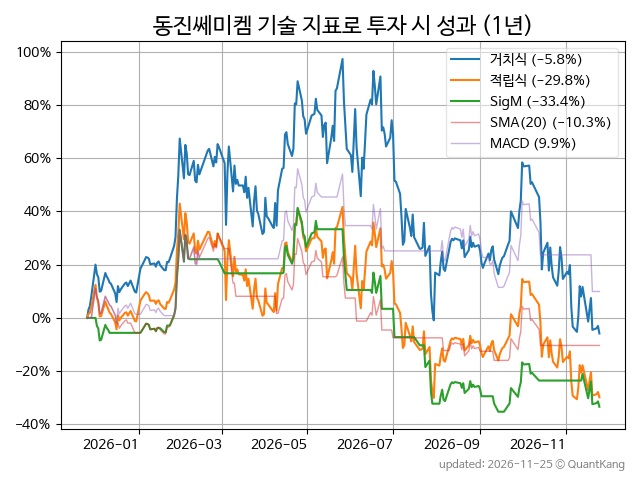 동진쎄미켐 기술 지표로 투자 시 성과 (1년)
100%
80%
60%
40%
20%
0%
−20%
−40%
거치식 (−5.8%)
적립식 (−29.8%)
SigM (−33.4%)
SMA(20) (−10.3%)
MACD (9.9%)
2026-01 2026-03 2026-05 2026-07 2026-09 2026-11
updated: 2026-11-25 © QuantKang